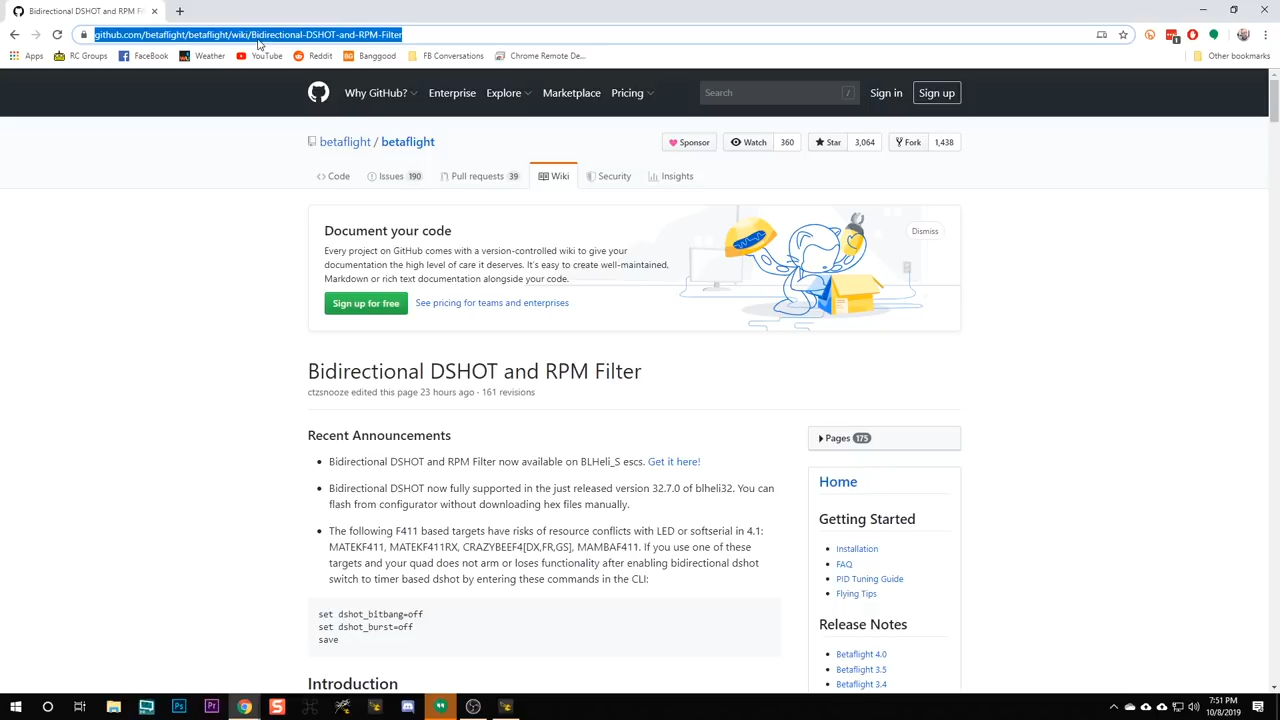 Bidirectional DSHOT and RPM Fi
github.com/betaflight/betaflight/wiki/Bidirectional-DSHOT-and-RPM-Filter
Apps RC Groups FaceBook Weather YouTube Reddit Banggood FB Conversations Chrome Remote De... Other bookmarks
Why GitHub? Enterprise Explore Marketplace Pricing Search / Sign in Sign up
betaflight / betaflight Sponsor Watch 360 Star 3,064 Fork 1,438
Code Issues 190 Pull requests 39 Wiki Security Insights
Document your code
Dismiss
Every project on GitHub comes with a version-controlled wiki to give your
documentation the high level of care it deserves. It's easy to create well-maintained,
Markdown or rich text documentation alongside your code.
Sign up for free See pricing for teams and enterprises
Bidirectional DSHOT and RPM Filter
ctzsnooze edited this page 23 hours ago · 161 revisions
Recent Announcements
• Bidirectional DSHOT and RPM Filter now available on BLHeli_S escs. Get it here!
• Bidirectional DSHOT now fully supported in the just released version 32.7.0 of blheli32. You can
flash from configurator without downloading hex files manually.
• The following F411 based targets have risks of resource conflicts with LED or softserial in 4.1:
MATEKF411, MATEKF411RX, CRAZYBEEF4[DX,FR,GS], MAMBAF411. If you use one of these
targets and your quad does not arm or loses functionality after enabling bidirectional dshot
switch to timer based dshot by entering these commands in the CLI:
set dshot_bitbang=off
set dshot_burst=off
save
Introduction
Pages 175
Home
Getting Started
• Installation
• FAQ
• PID Tuning Guide
• Flying Tips
Release Notes
• Betaflight 4.0
• Betaflight 3.5
• Betaflight 3.4
7:51 PM
10/8/2019